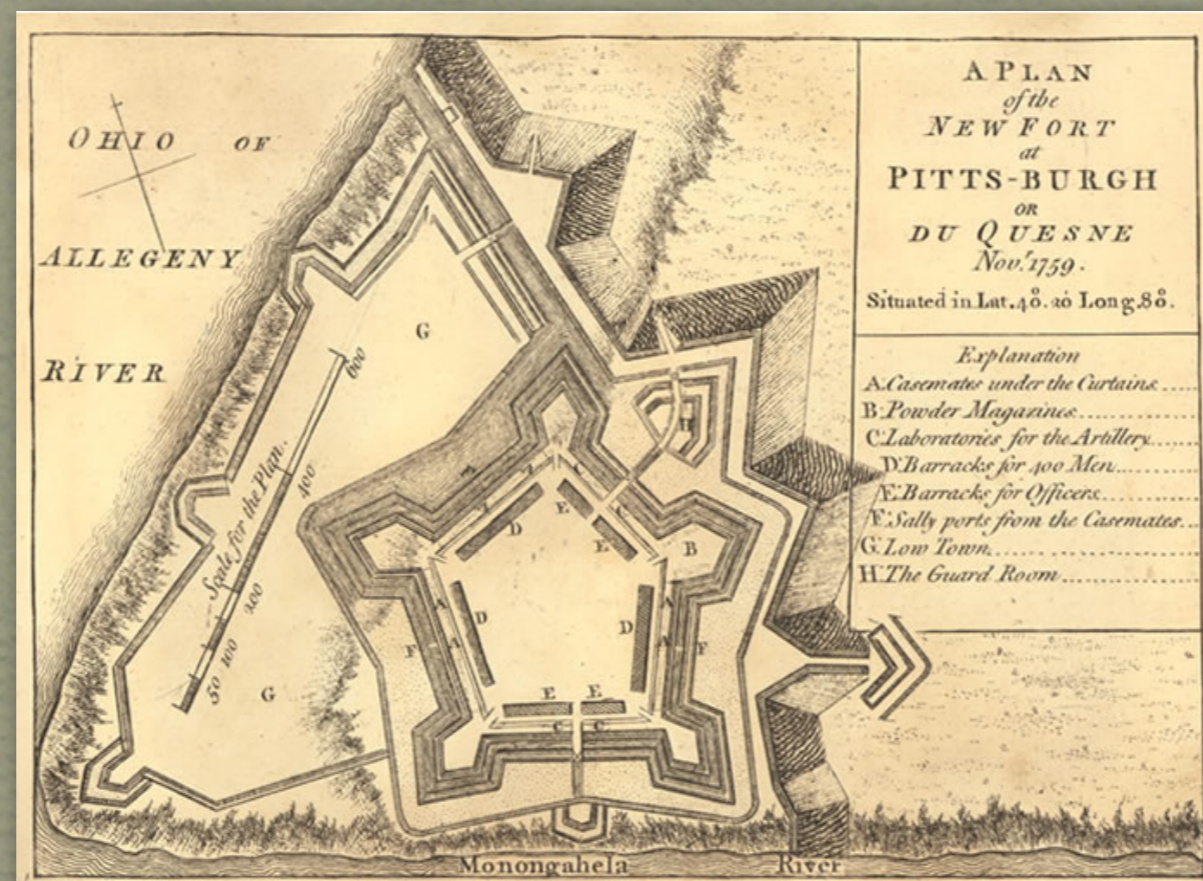 A PLAN
of the
NEW FORT
at
PITTS-BURGH
OR
DU QUESNE
Nov.r 1759.
Situated in Lat. 40°. 20 Long. 80°.
Explanation
A. Casemates under the Curtains.....
B. Powder Magazines...............
C. Laboratories for the Artillery.....
D. Barracks for 400 Men..........
E. Barracks for Officers..........
F. Sally ports from the Casemates...
G. Low Town....................
H. The Guard Room..............
OHIO OF
ALLEGENY
RIVER
Scale for the Plan.
50
100
200
400
600
G
G
H
C
C
E
E
D
B
A
A
D
F
D
A
A
F
E E
C C
Monongahela River